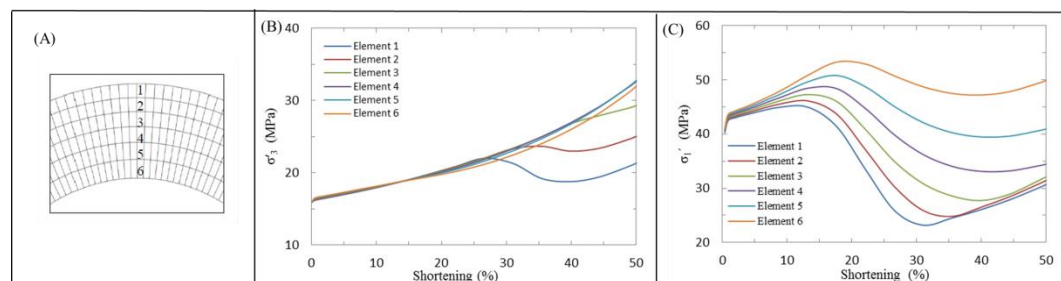 (A)
1
2
3
4
5
6
(B)
40
30
20
10
σ′₃ (MPa)
Element 1
Element 2
Element 3
Element 4
Element 5
Element 6
0 10 20 30 40 50
Shortening (%)
(C)
60
50
40
30
20
σ₁′ (MPa)
Element 1
Element 2
Element 3
Element 4
Element 5
Element 6
0 10 20 30 40 50
Shortening (%)